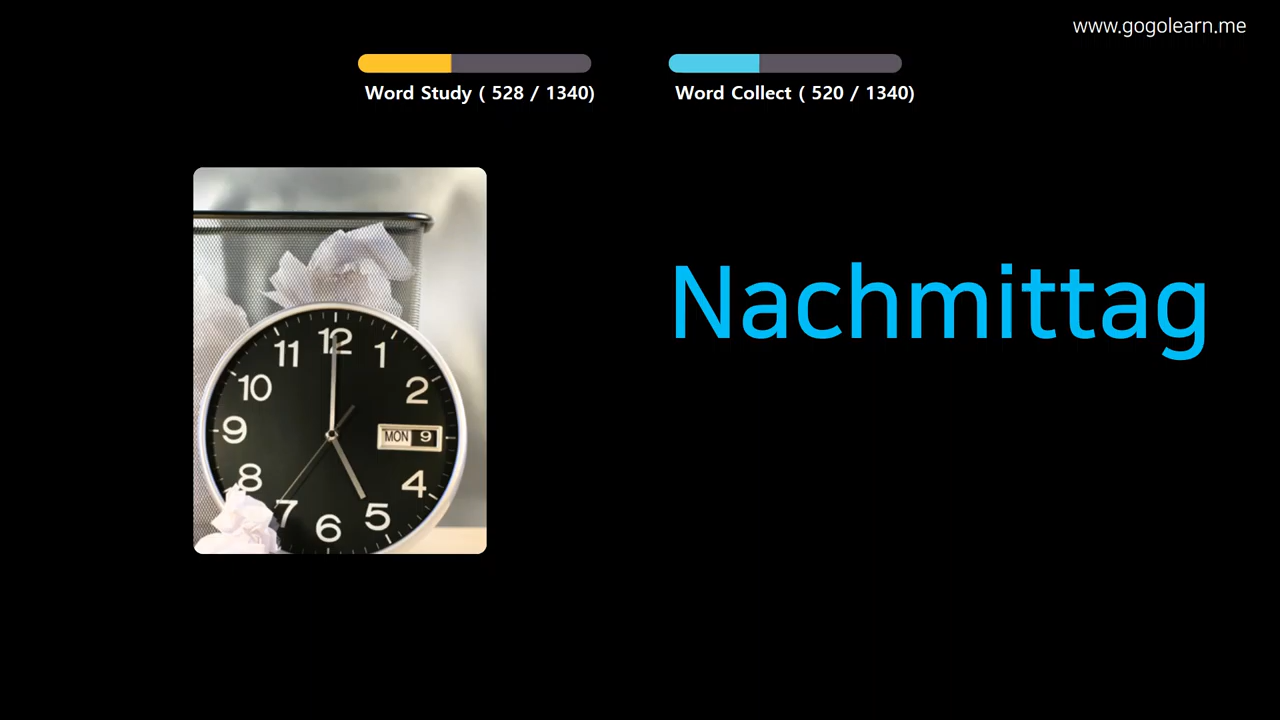 www.gogolearn.me
Word Study ( 528 / 1340)
Word Collect ( 520 / 1340)
Nachmittag
12
11
1
10
2
9
MON 9
8
4
7
5
6